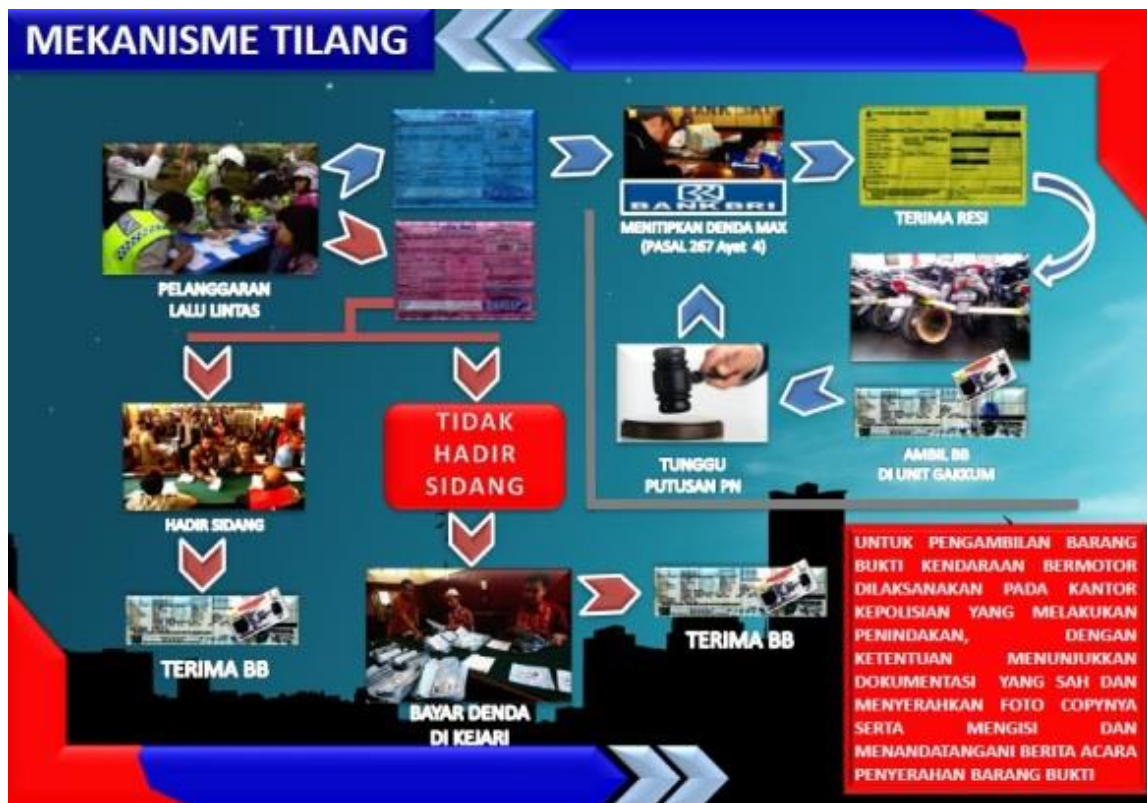 MEKANISME TILANG
BANK BRI
MENITIPKAN DENDA MAX
(PASAL 267 Ayat 4)
TERIMA RESI
PELANGGARAN
LALU LINTAS
TIDAK
HADIR
SIDANG
TUNGGU
PUTUSAN PN
AMBIL BB
DI UNIT GAKKUM
HADIR SIDANG
TERIMA BB
BAYAR DENDA
DI KEJARI
TERIMA BB
UNTUK PENGAMBILAN BARANG
BUKTI KENDARAAN BERMOTOR
DILAKSANAKAN PADA KANTOR
KEPOLISIAN YANG MELAKUKAN
PENINDAKAN, DENGAN
KETENTUAN MENUNJUKKAN
DOKUMENTASI YANG SAH DAN
MENYERAHKAN FOTO COPYNYA
SERTA MENGISI DAN
MENANDATANGANI BERITA ACARA
PENYERAHAN BARANG BUKTI